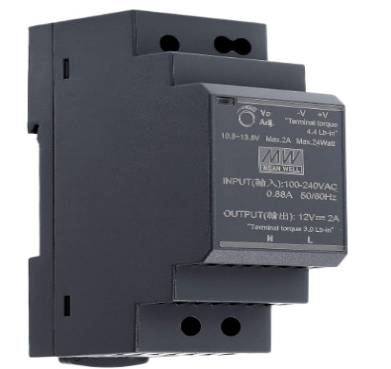 Vo -V +V
Adj. "Terminal torque
4.4 Lb-in"
10.8~13.8V Max.2A Max.24Watt
MW
MEAN WELL
INPUT(輸入):100-240VAC
0.88A 50/60Hz
OUTPUT(輸出): 12V⎓2A
"Terminal torque 3.0 Lb-in"
N L